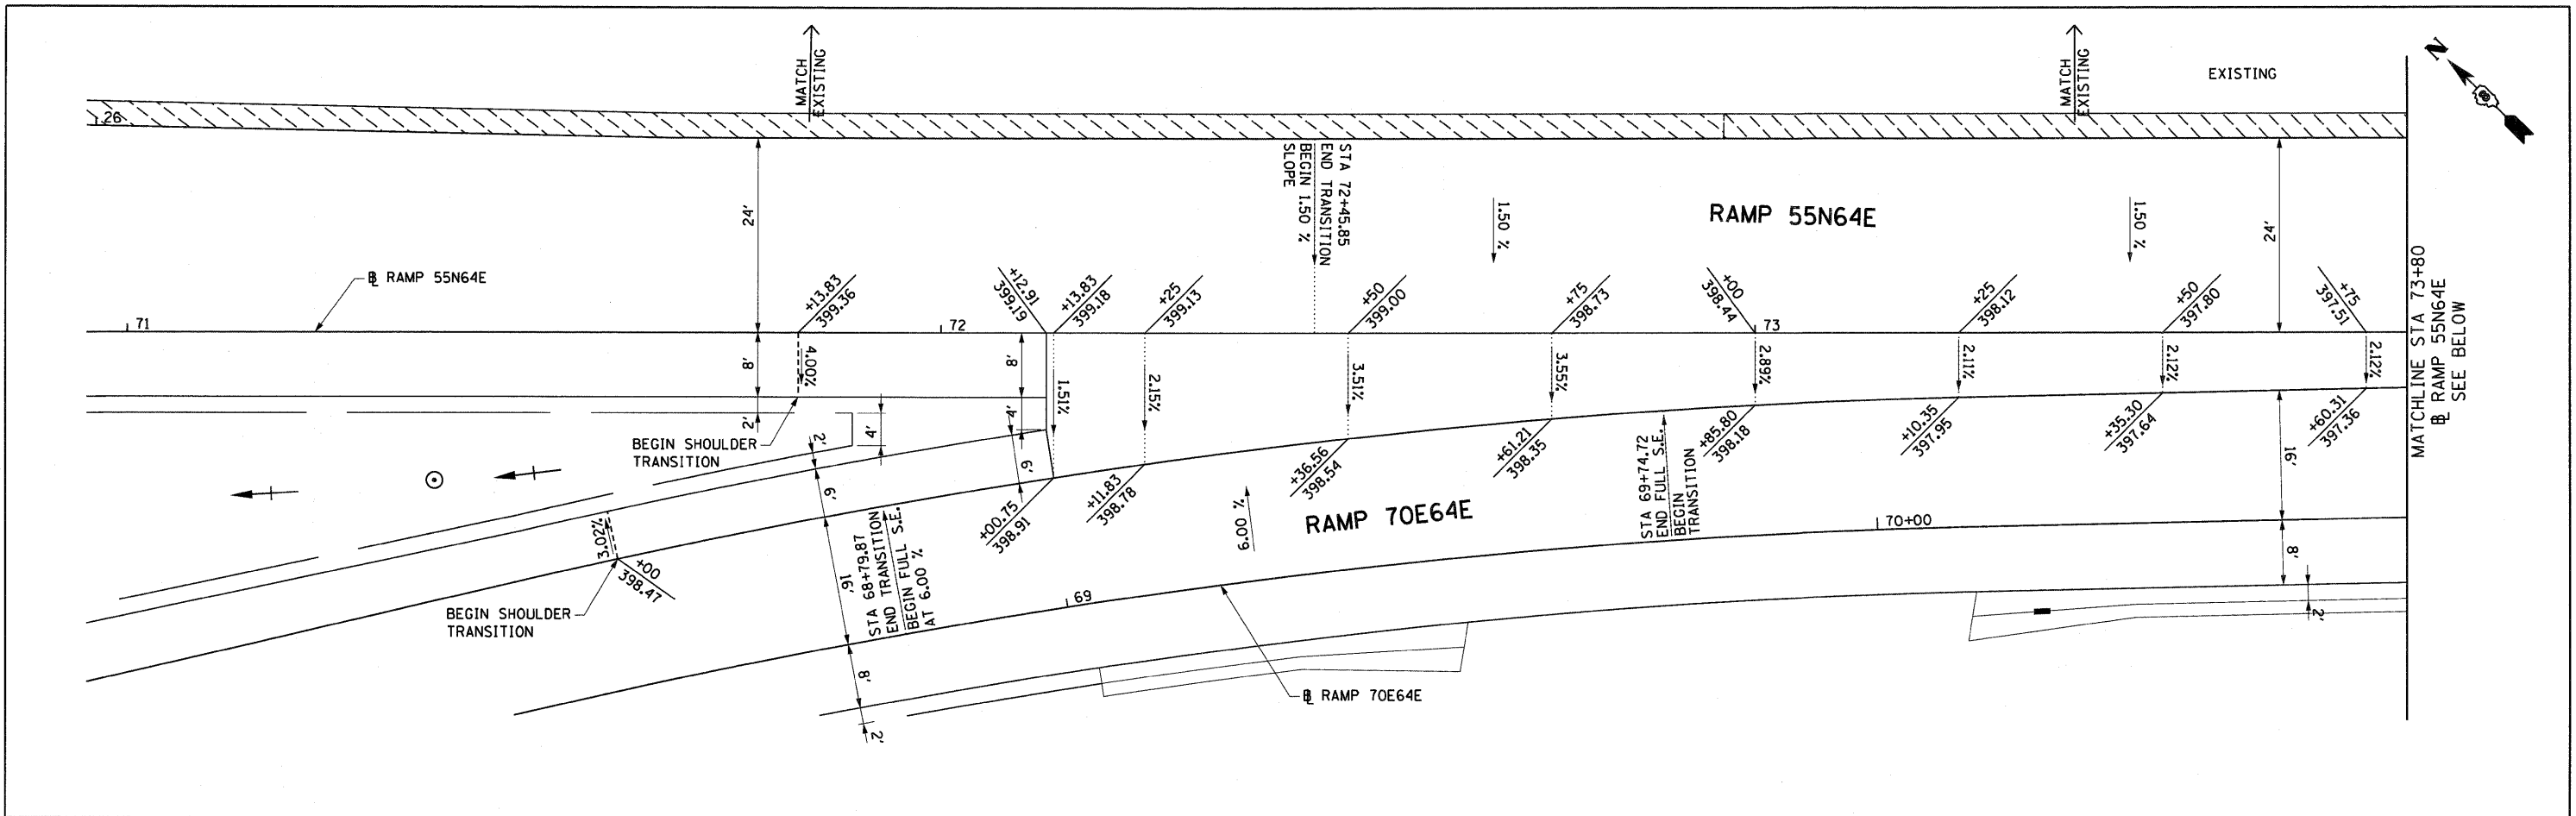 MATCH
EXISTING
MATCH
EXISTING
EXISTING
N
26
STA 72+45.85
END TRANSITION
BEGIN 1.50 %
SLOPE
1.50 %
RAMP 55N64E
1.50 %
24'
24'
℄ RAMP 55N64E
+13.83
399.36
+12.91
399.19
+13.83
399.18
+25
399.13
+50
399.00
+75
398.73
+00
398.44
+25
398.12
+50
397.80
+75
397.51
71
72
73
MATCHLINE STA 73+80
℄ RAMP 55N64E
SEE BELOW
8'
4.00%
8'
1.51%
2.15%
3.51%
3.55%
2.89%
2.11%
2.12%
2.12%
2'
4'
4'
BEGIN SHOULDER
TRANSITION
2'
6'
6'
+00.75
398.91
+11.83
398.78
+36.56
398.54
+61.21
398.35
+85.80
398.18
+10.35
397.95
+35.30
397.64
+60.31
397.36
STA 69+74.72
END FULL S.E.
BEGIN
TRANSITION
16'
6.00 %
RAMP 70E64E
70+00
3.02%
+00
398.47
BEGIN SHOULDER
TRANSITION
16'
STA 68+79.87
END TRANSITION
BEGIN FULL S.E.
AT 6.00 %
69
8'
2'
8'
2'
℄ RAMP 70E64E